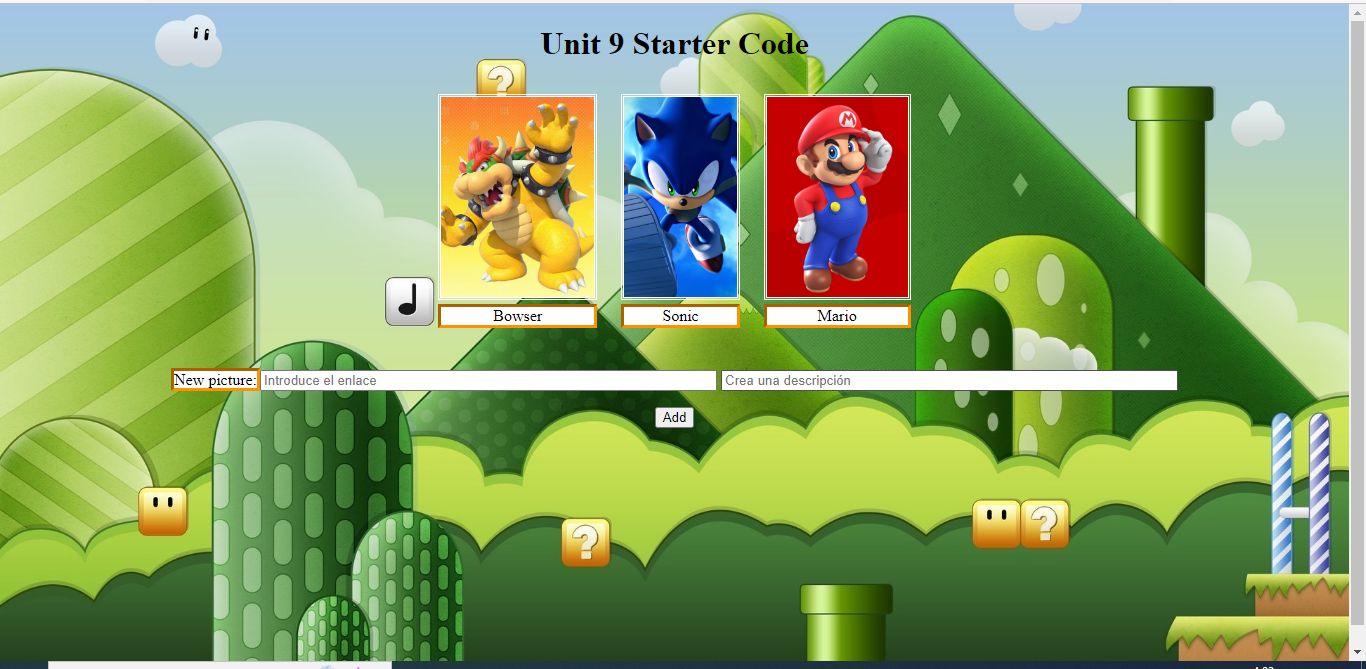 Unit 9 Starter Code
?
M
Bowser Sonic Mario
New picture: Introduce el enlace Crea una descripción
Add
?
?